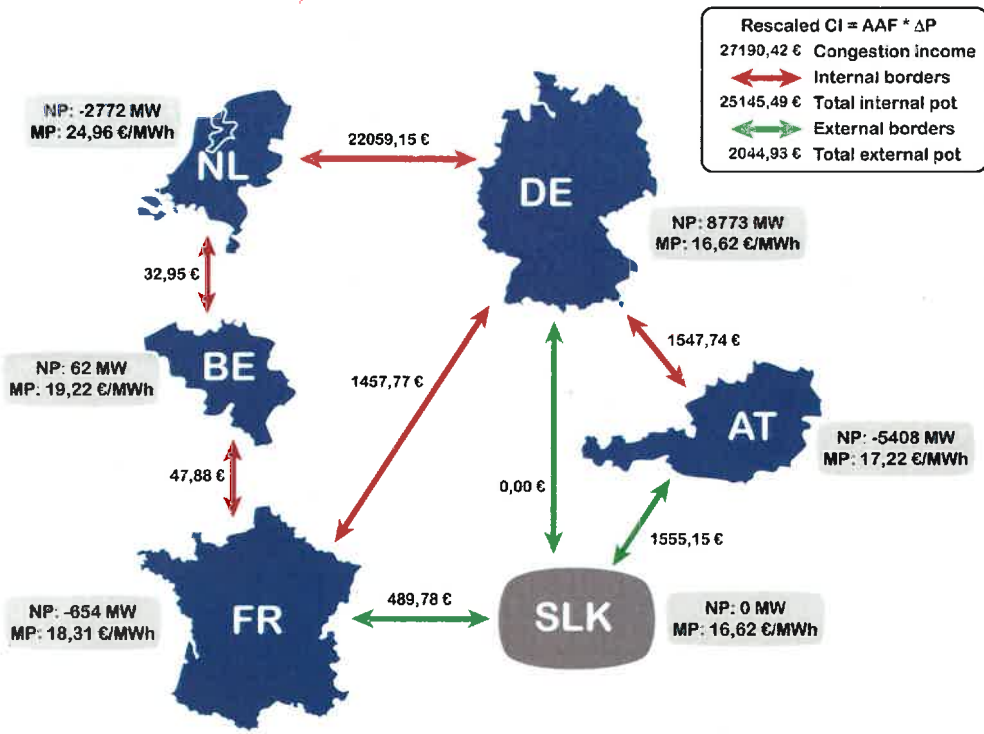 Rescaled CI = AAF * ΔP
27190,42 € Congestion income
Internal borders
25145,49 € Total internal pot
External borders
2044,93 € Total external pot
NP: -2772 MW
MP: 24,96 €/MWh
NL
22059,15 €
DE
NP: 8773 MW
MP: 16,62 €/MWh
32,95 €
NP: 62 MW
MP: 19,22 €/MWh
BE
1457,77 €
1547,74 €
AT
NP: -5408 MW
MP: 17,22 €/MWh
47,88 €
0,00 €
1555,15 €
NP: -654 MW
MP: 18,31 €/MWh
FR
489,78 €
SLK
NP: 0 MW
MP: 16,62 €/MWh